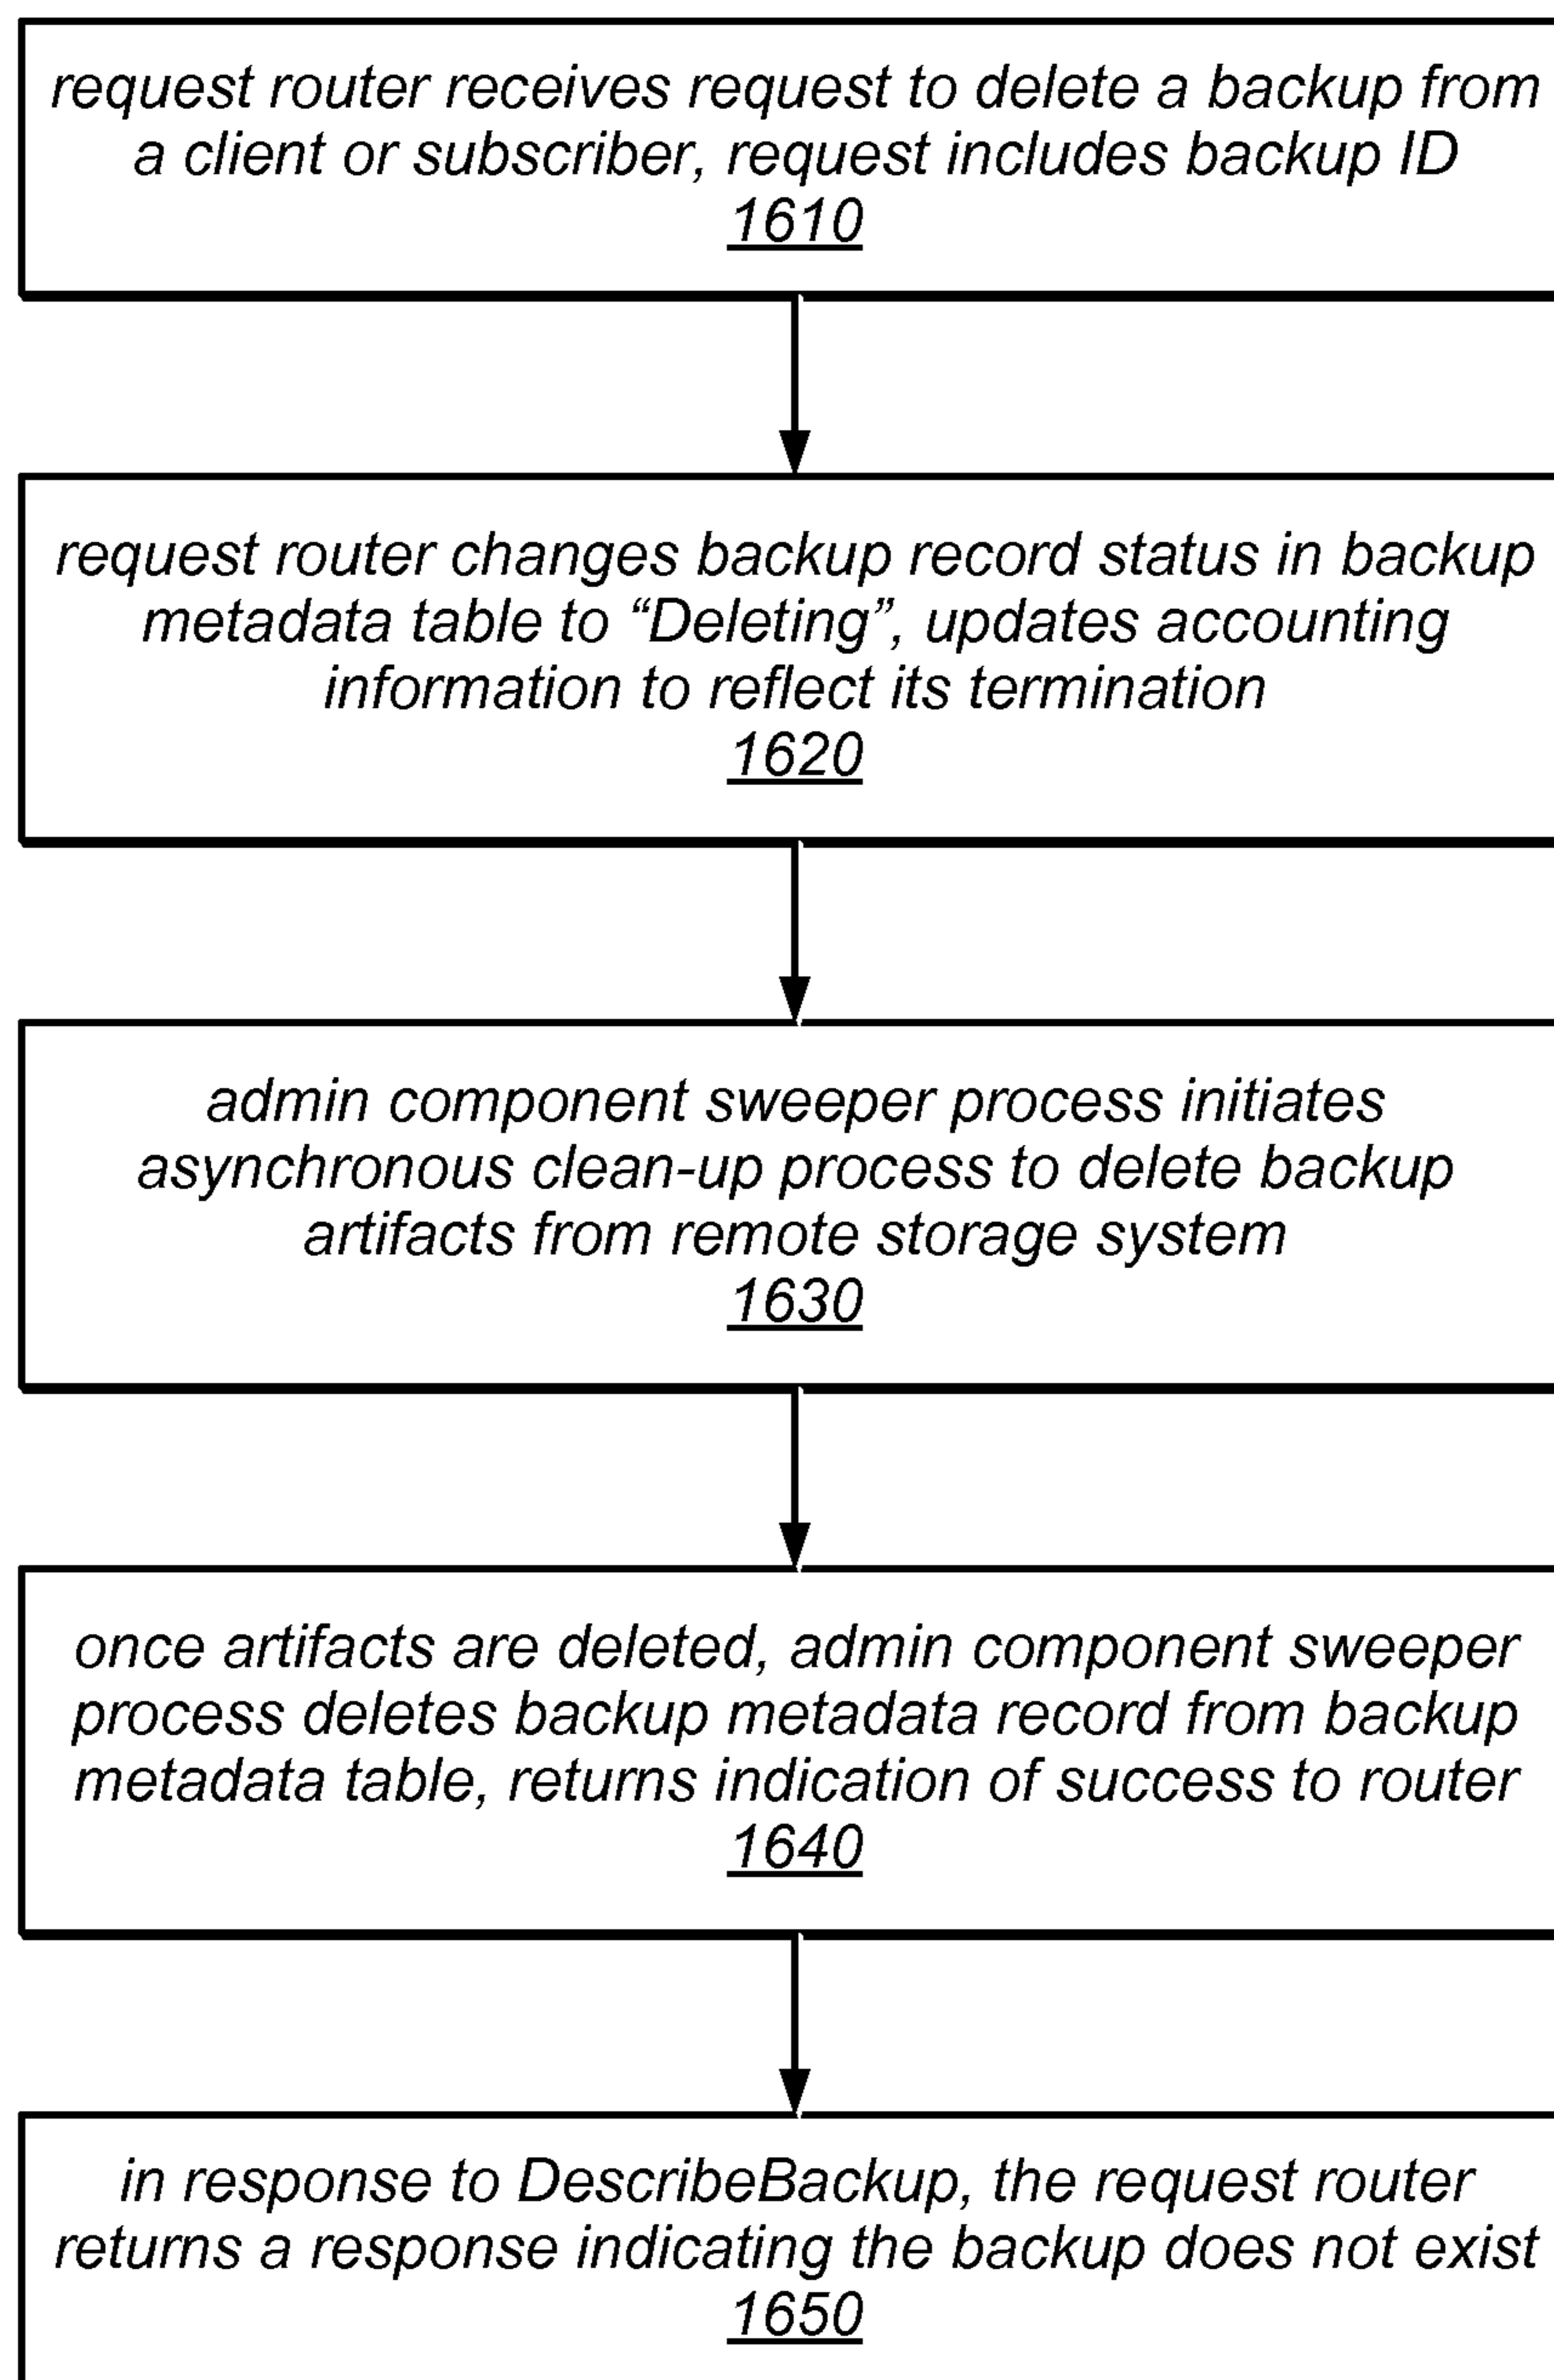 request router receives request to delete a backup from
a client or subscriber, request includes backup ID
1610
request router changes backup record status in backup
metadata table to “Deleting”, updates accounting
information to reflect its termination
1620
admin component sweeper process initiates
asynchronous clean-up process to delete backup
artifacts from remote storage system
1630
once artifacts are deleted, admin component sweeper
process deletes backup metadata record from backup
metadata table, returns indication of success to router
1640
in response to DescribeBackup, the request router
returns a response indicating the backup does not exist
1650